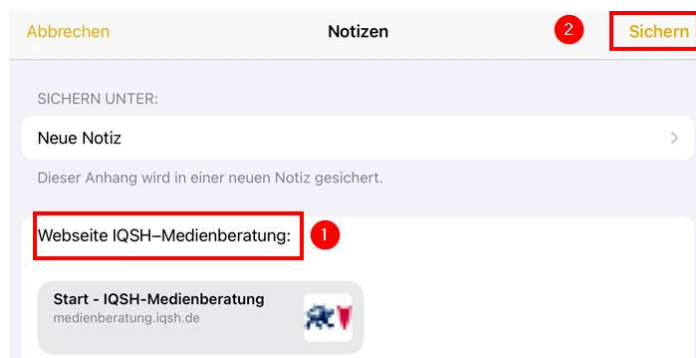 Abbrechen Notizen 2 Sichern
SICHERN UNTER:
Neue Notiz
Dieser Anhang wird in einer neuen Notiz gesichert.
Webseite IQSH–Medienberatung: 1
Start - IQSH-Medienberatung
medienberatung.iqsh.de